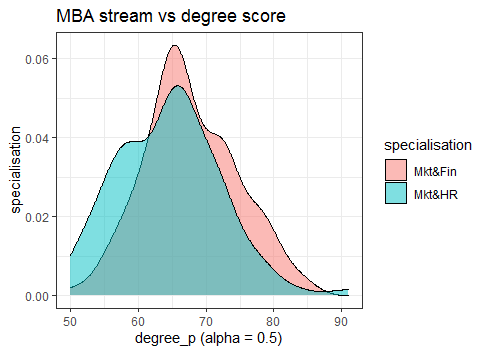 MBA stream vs degree score
0.06
0.04
0.02
0.00
specialisation
50 60 70 80 90
degree_p (alpha = 0.5)
specialisation
Mkt&Fin
Mkt&HR